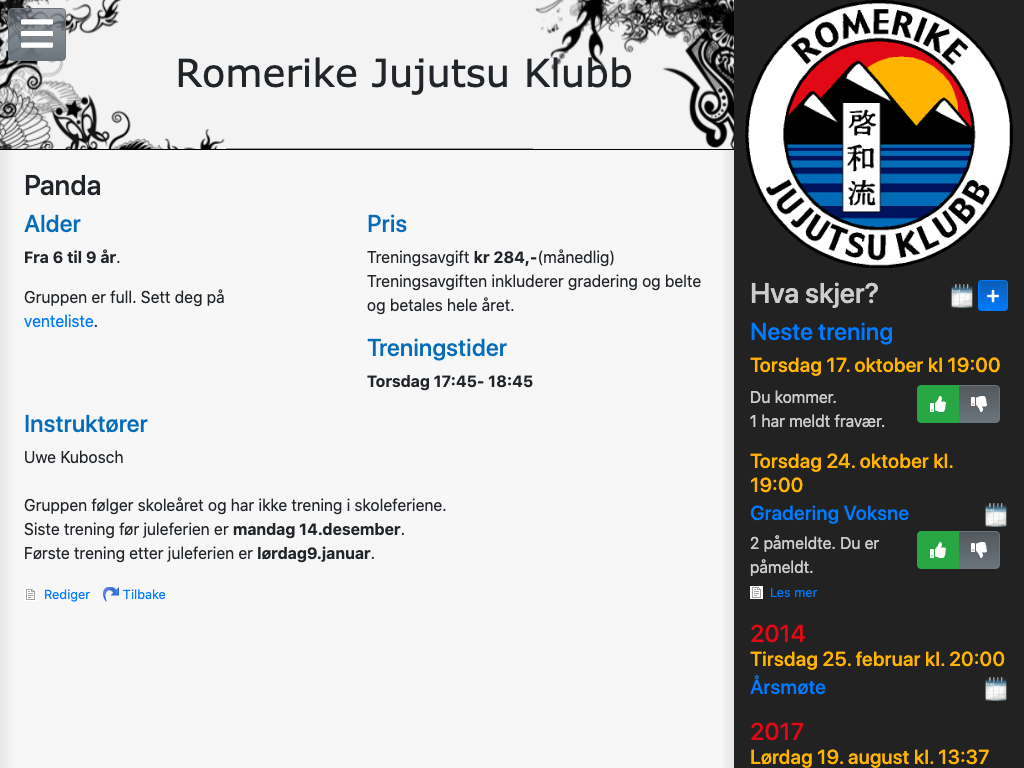 Romerike Jujutsu Klubb
Panda
Alder
Fra 6 til 9 år.
Gruppen er full. Sett deg på
venteliste.
Pris
Treningsavgift kr 284,-(månedlig)
Treningsavgiften inkluderer gradering og belte
og betales hele året.
Treningstider
Torsdag 17:45- 18:45
Instruktører
Uwe Kubosch
Gruppen følger skoleåret og har ikke trening i skoleferiene.
Siste trening før juleferien er mandag 14.desember.
Første trening etter juleferien er lørdag9.januar.
Rediger
Tilbake
ROMERIKE
啓和流
JUJUTSU KLUBB
Hva skjer?
+
Neste trening
Torsdag 17. oktober kl 19:00
Du kommer.
1 har meldt fravær.
Torsdag 24. oktober kl.
19:00
Gradering Voksne
2 påmeldte. Du er
påmeldt.
Les mer
2014
Tirsdag 25. februar kl. 20:00
Årsmøte
2017
Lørdag 19. august kl. 13:37